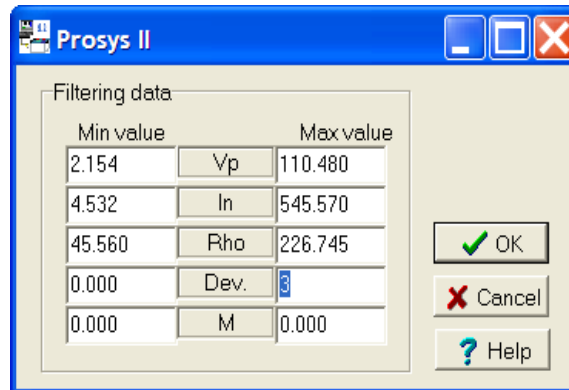 Prosys II
Filtering data
Min value Max value
2.154 Vp 110.480
4.532 In 545.570
45.560 Rho 226.745
0.000 Dev. 3
0.000 M 0.000
OK
Cancel
Help